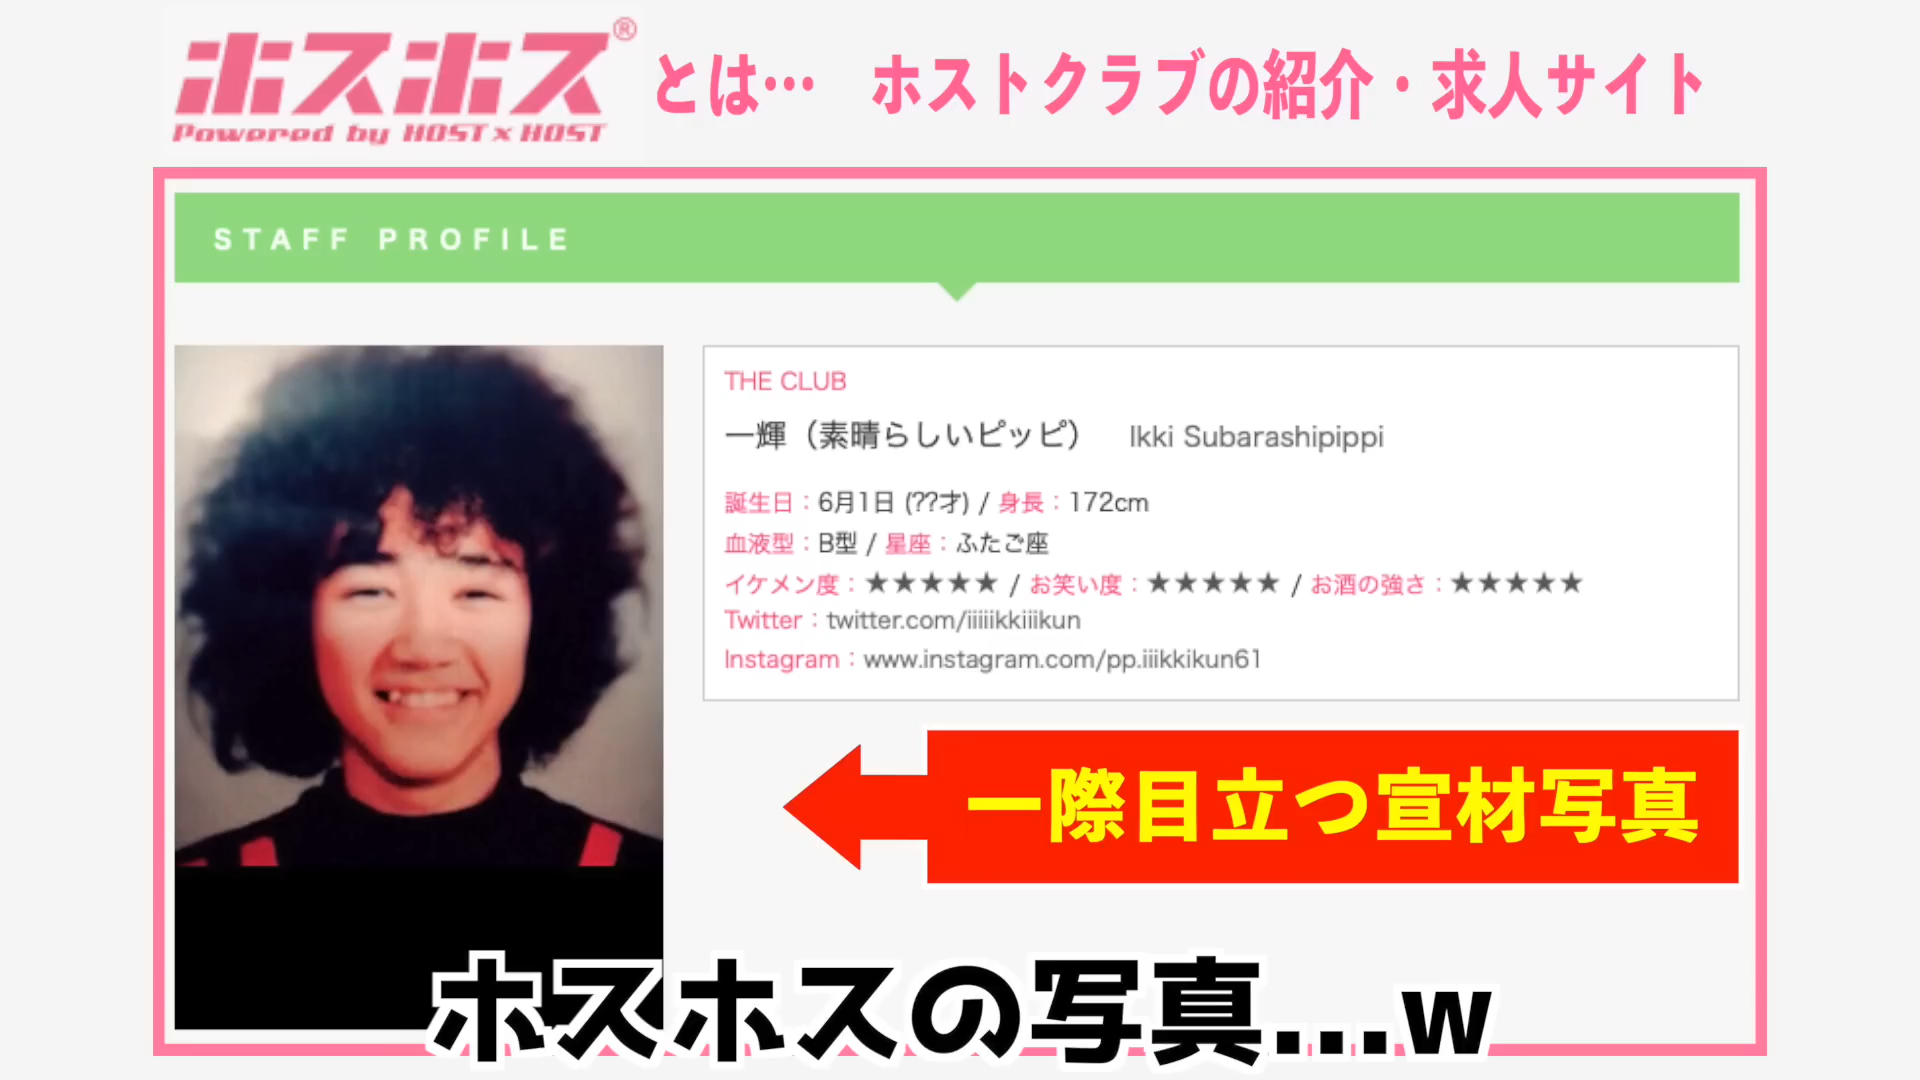 ホスホス®
Powered by HOST×HOST
とは… ホストクラブの紹介・求人サイト
STAFF PROFILE
THE CLUB
一輝（素晴らしいピッピ） Ikki Subarashipippi
誕生日：6月1日 (??才) / 身長：172cm
血液型：B型 / 星座：ふたご座
イケメン度：★★★★★ / お笑い度：★★★★★ / お酒の強さ：★★★★★
Twitter：twitter.com/iiiiikkiiikun
Instagram：www.instagram.com/pp.iiikkikun61
一際目立つ宣材写真
ホスホスの写真...w